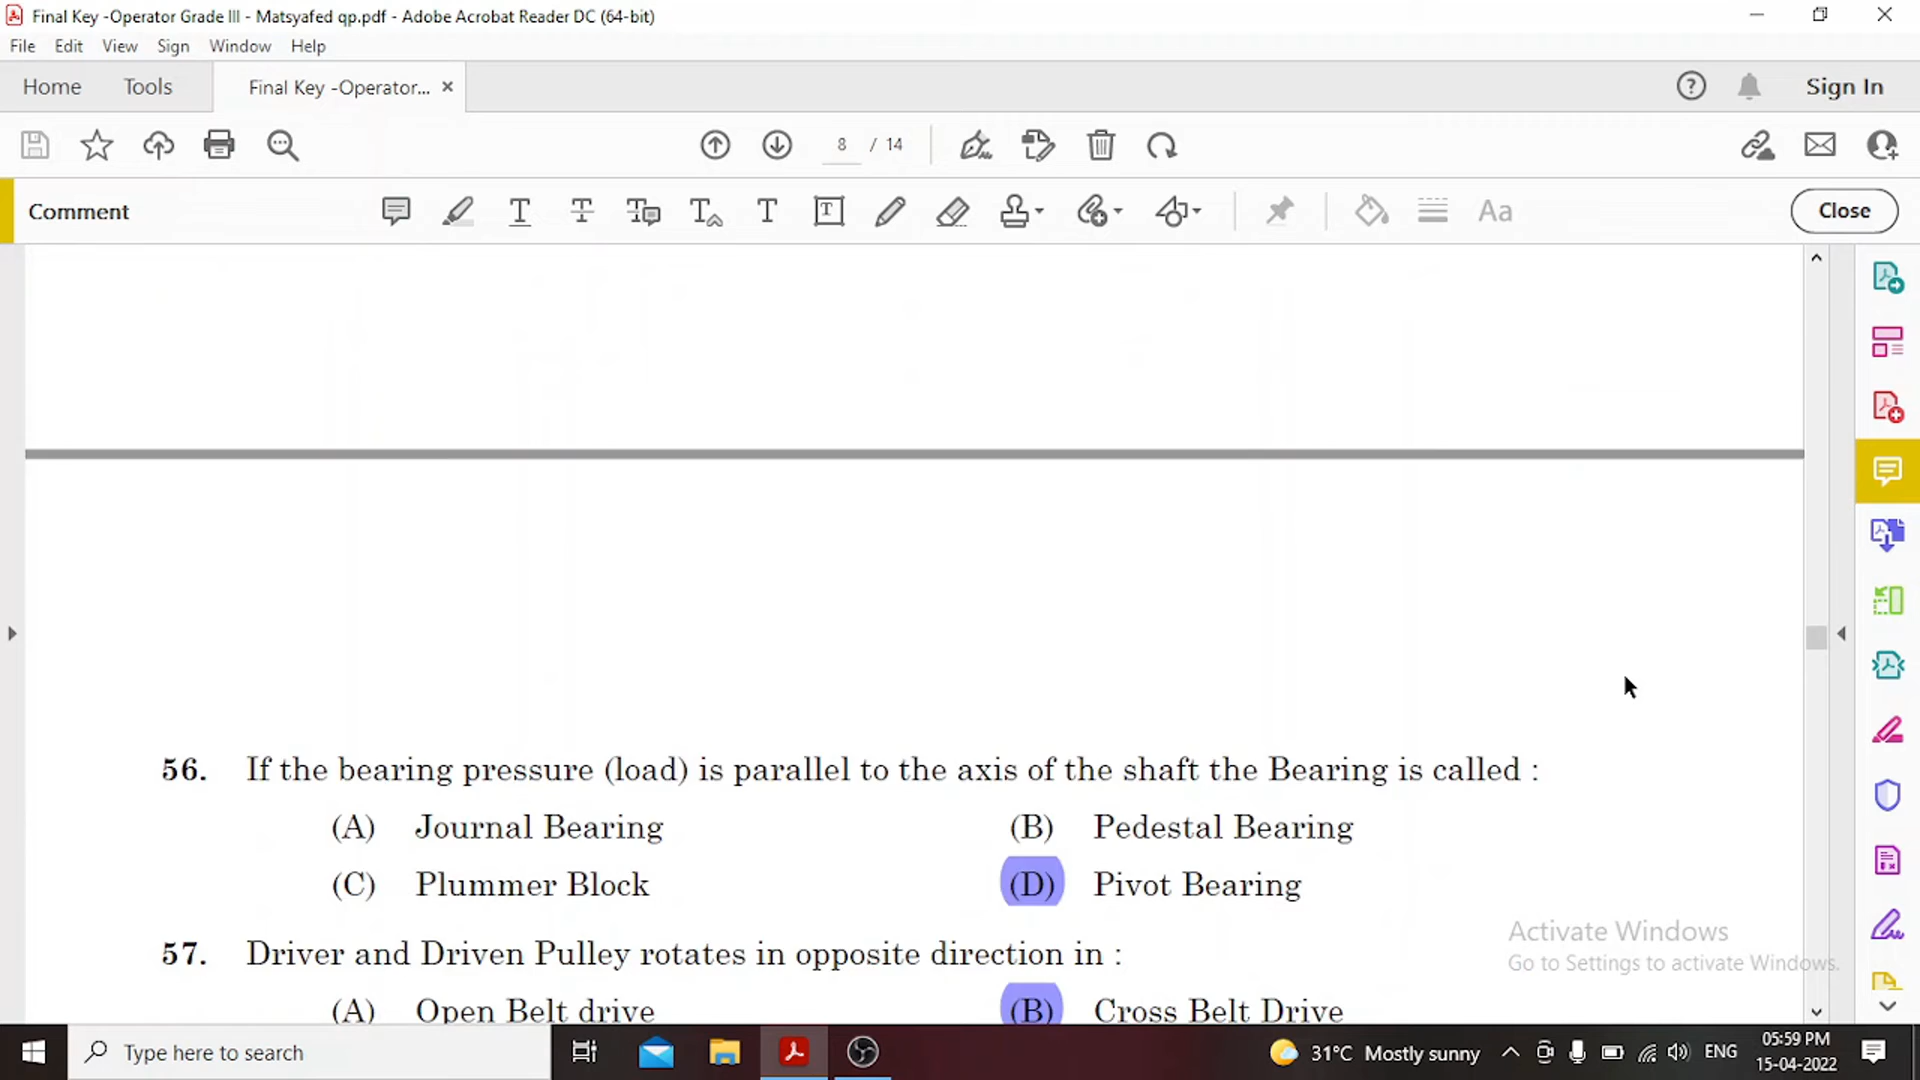 Final Key -Operator Grade III - Matsyafed qp.pdf - Adobe Acrobat Reader DC (64-bit)
File Edit View Sign Window Help
Home Tools Final Key -Operator... × Sign In
8 / 14
Comment Close
56. If the bearing pressure (load) is parallel to the axis of the shaft the Bearing is called :
(A) Journal Bearing (B) Pedestal Bearing
(C) Plummer Block (D) Pivot Bearing
57. Driver and Driven Pulley rotates in opposite direction in :
(A) Open Belt drive (B) Cross Belt Drive
Activate Windows
Go to Settings to activate Windows.
Type here to search 31°C Mostly sunny ENG 05:59 PM
15-04-2022